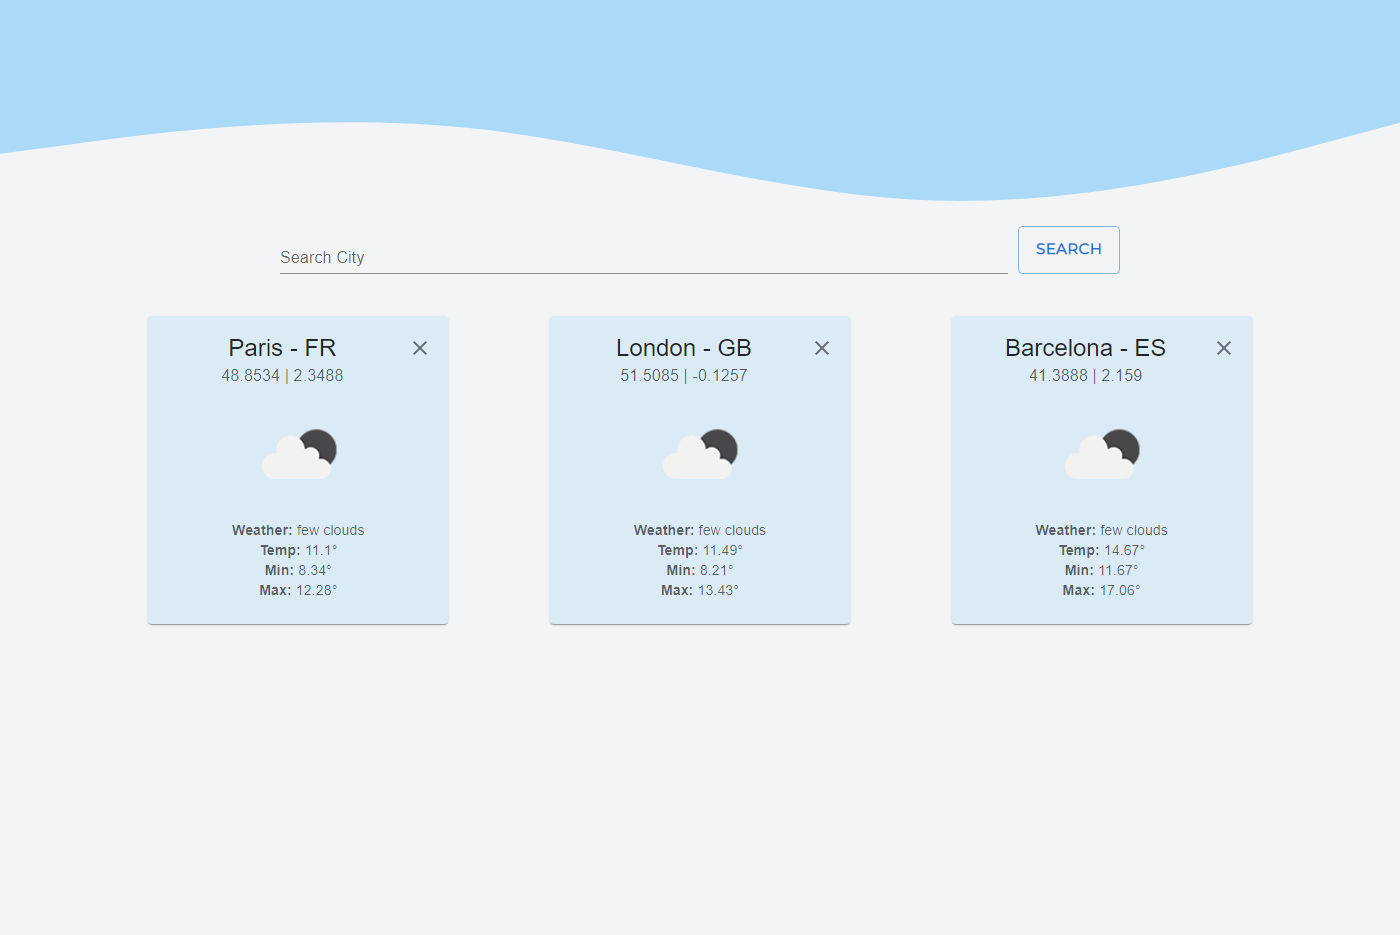 Search City
SEARCH
Paris - FR
48.8534 | 2.3488
Weather: few clouds
Temp: 11.1°
Min: 8.34°
Max: 12.28°
London - GB
51.5085 | -0.1257
Weather: few clouds
Temp: 11.49°
Min: 8.21°
Max: 13.43°
Barcelona - ES
41.3888 | 2.159
Weather: few clouds
Temp: 14.67°
Min: 11.67°
Max: 17.06°